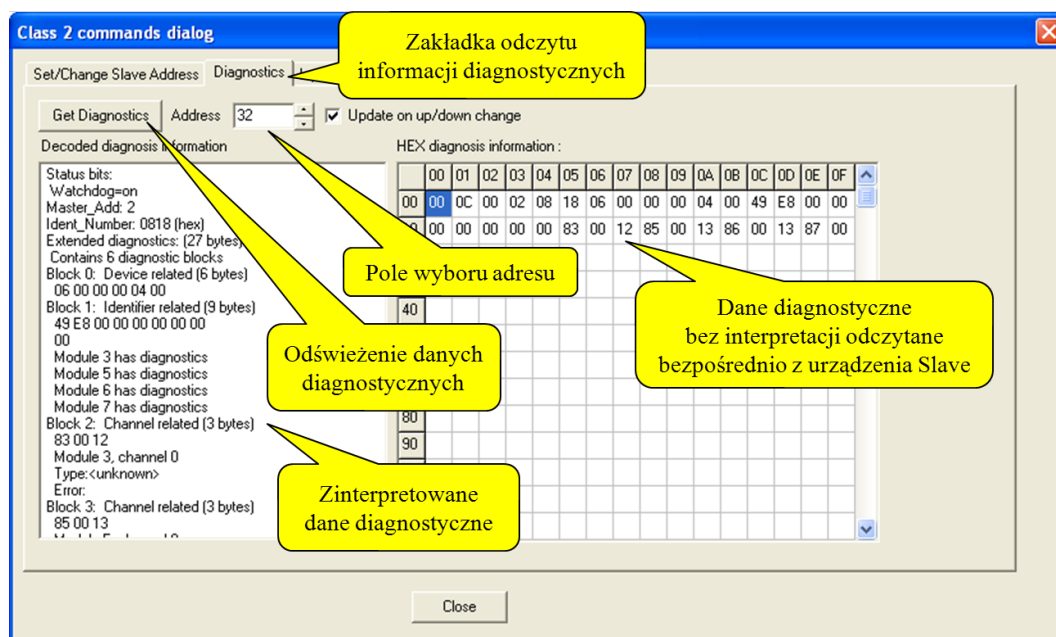 Class 2 commands dialog
Zakładka odczytu
informacji diagnostycznych
Set/Change Slave Address Diagnostics
Get Diagnostics Address 32 Update on up/down change
Decoded diagnosis information
HEX diagnosis information :
Status bits:
Watchdog=on
Master_Add: 2
Ident_Number: 0818 (hex)
Extended diagnostics: (27 bytes)
Contains 6 diagnostic blocks
Block 0: Device related (6 bytes)
06 00 00 00 04 00
Block 1: Identifier related (9 bytes)
49 E8 00 00 00 00 00 00
00
Module 3 has diagnostics
Module 5 has diagnostics
Module 6 has diagnostics
Module 7 has diagnostics
Block 2: Channel related (3 bytes)
83 00 12
Module 3, channel 0
Type:<unknown>
Error:
Block 3: Channel related (3 bytes)
85 00 13
00 01 02 03 04 05 06 07 08 09 0A 0B 0C 0D 0E 0F
00 00 0C 00 02 08 18 06 00 00 00 04 00 49 E8 00 00
00 00 00 00 00 83 00 12 85 00 13 86 00 13 87 00
40
80
90
Pole wyboru adresu
Dane diagnostyczne
bez interpretacji odczytane
bezpośrednio z urządzenia Slave
Odświeżenie danych
diagnostycznych
Zinterpretowane
dane diagnostyczne
Close